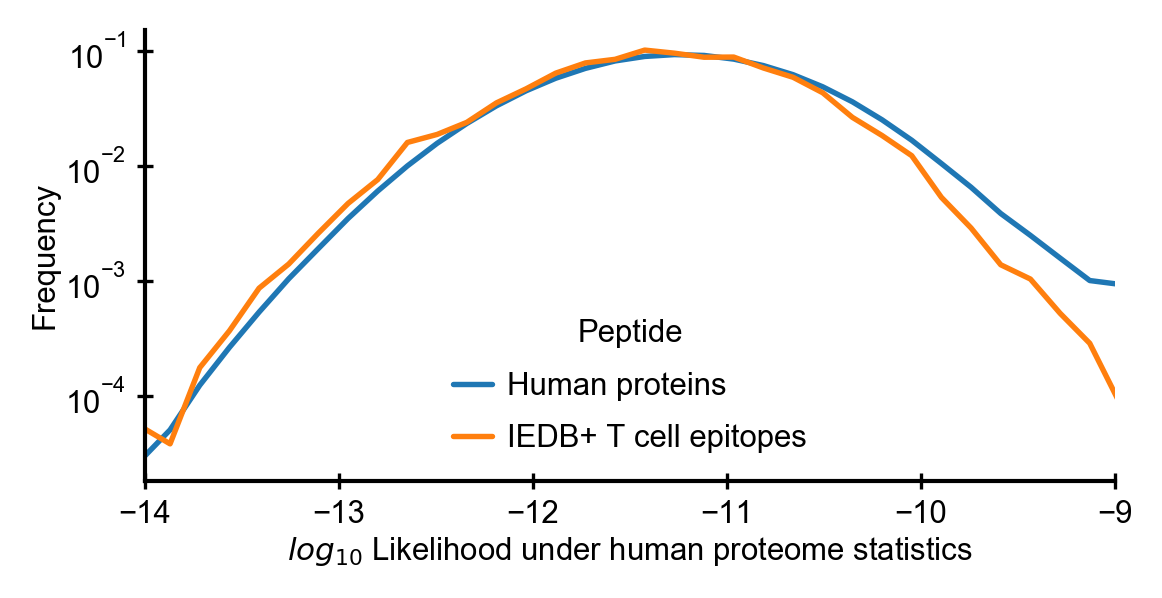 Frequency
10⁻¹
10⁻²
10⁻³
10⁻⁴
Peptide
Human proteins
IEDB+ T cell epitopes
−14 −13 −12 −11 −10 −9
log₁₀ Likelihood under human proteome statistics